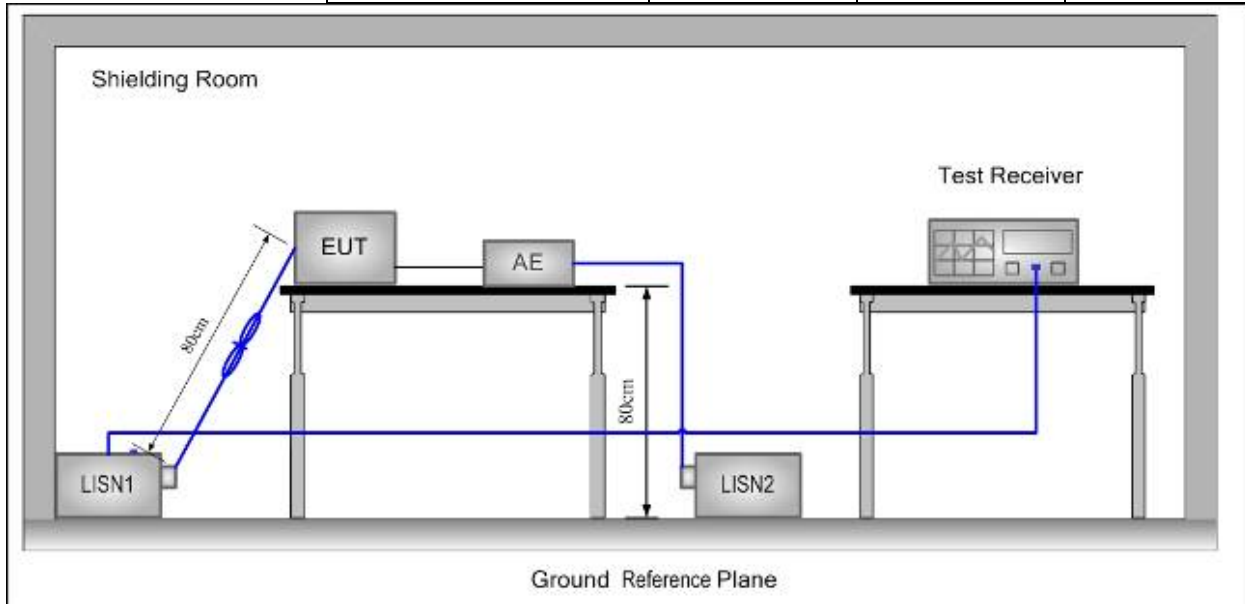 Shielding Room
Test Receiver
EUT
AE
80cm
80cm
LISN1
LISN2
Ground Reference Plane